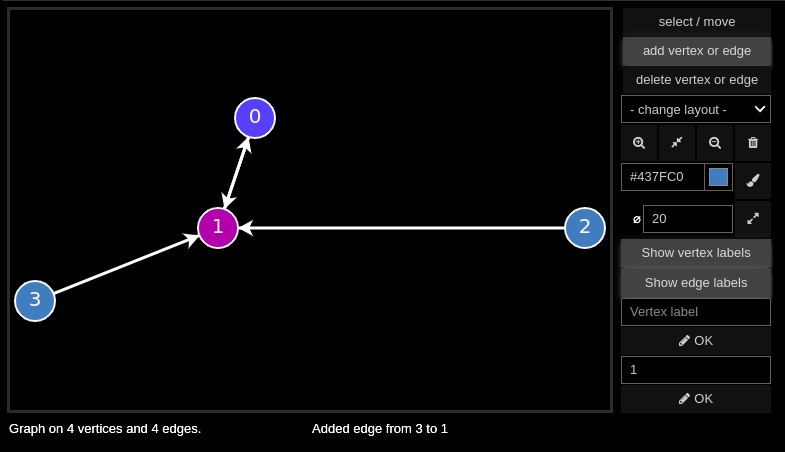 0
1
2
3
select / move
add vertex or edge
delete vertex or edge
- change layout -
#437FC0
⌀ 20
Show vertex labels
Show edge labels
Vertex label
OK
1
OK
Graph on 4 vertices and 4 edges.
Added edge from 3 to 1